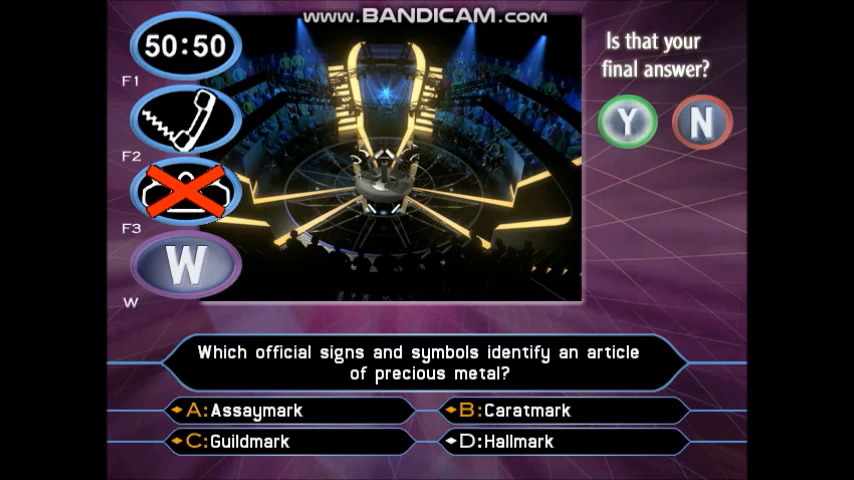 www.BANDICAM.com
50:50
F1
F2
F3
W
W
Is that your
final answer?
Y N
Which official signs and symbols identify an article
of precious metal?
A:Assaymark
B:Caratmark
C:Guildmark
D:Hallmark